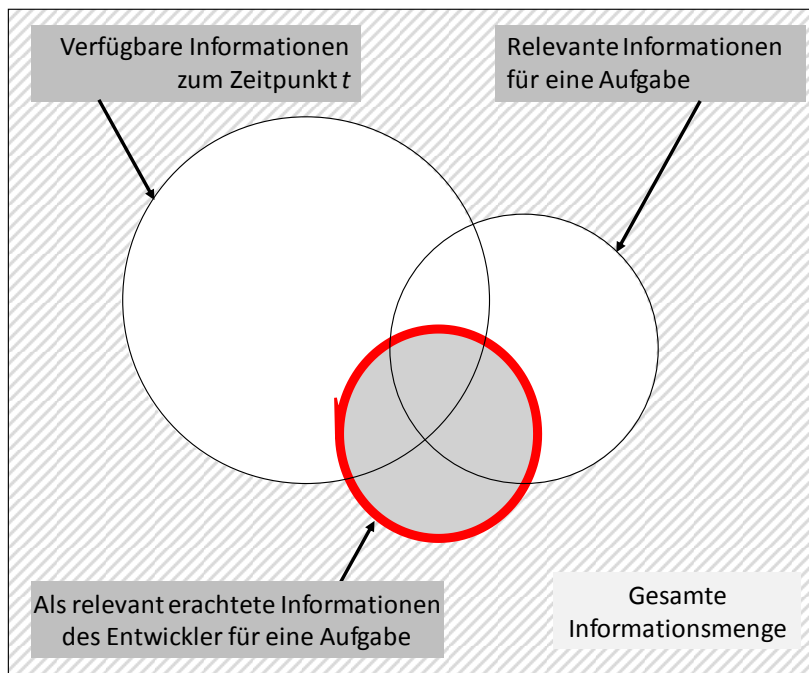 Verfügbare Informationen
zum Zeitpunkt t
Relevante Informationen
für eine Aufgabe
Als relevant erachtete Informationen
des Entwickler für eine Aufgabe
Gesamte
Informationsmenge